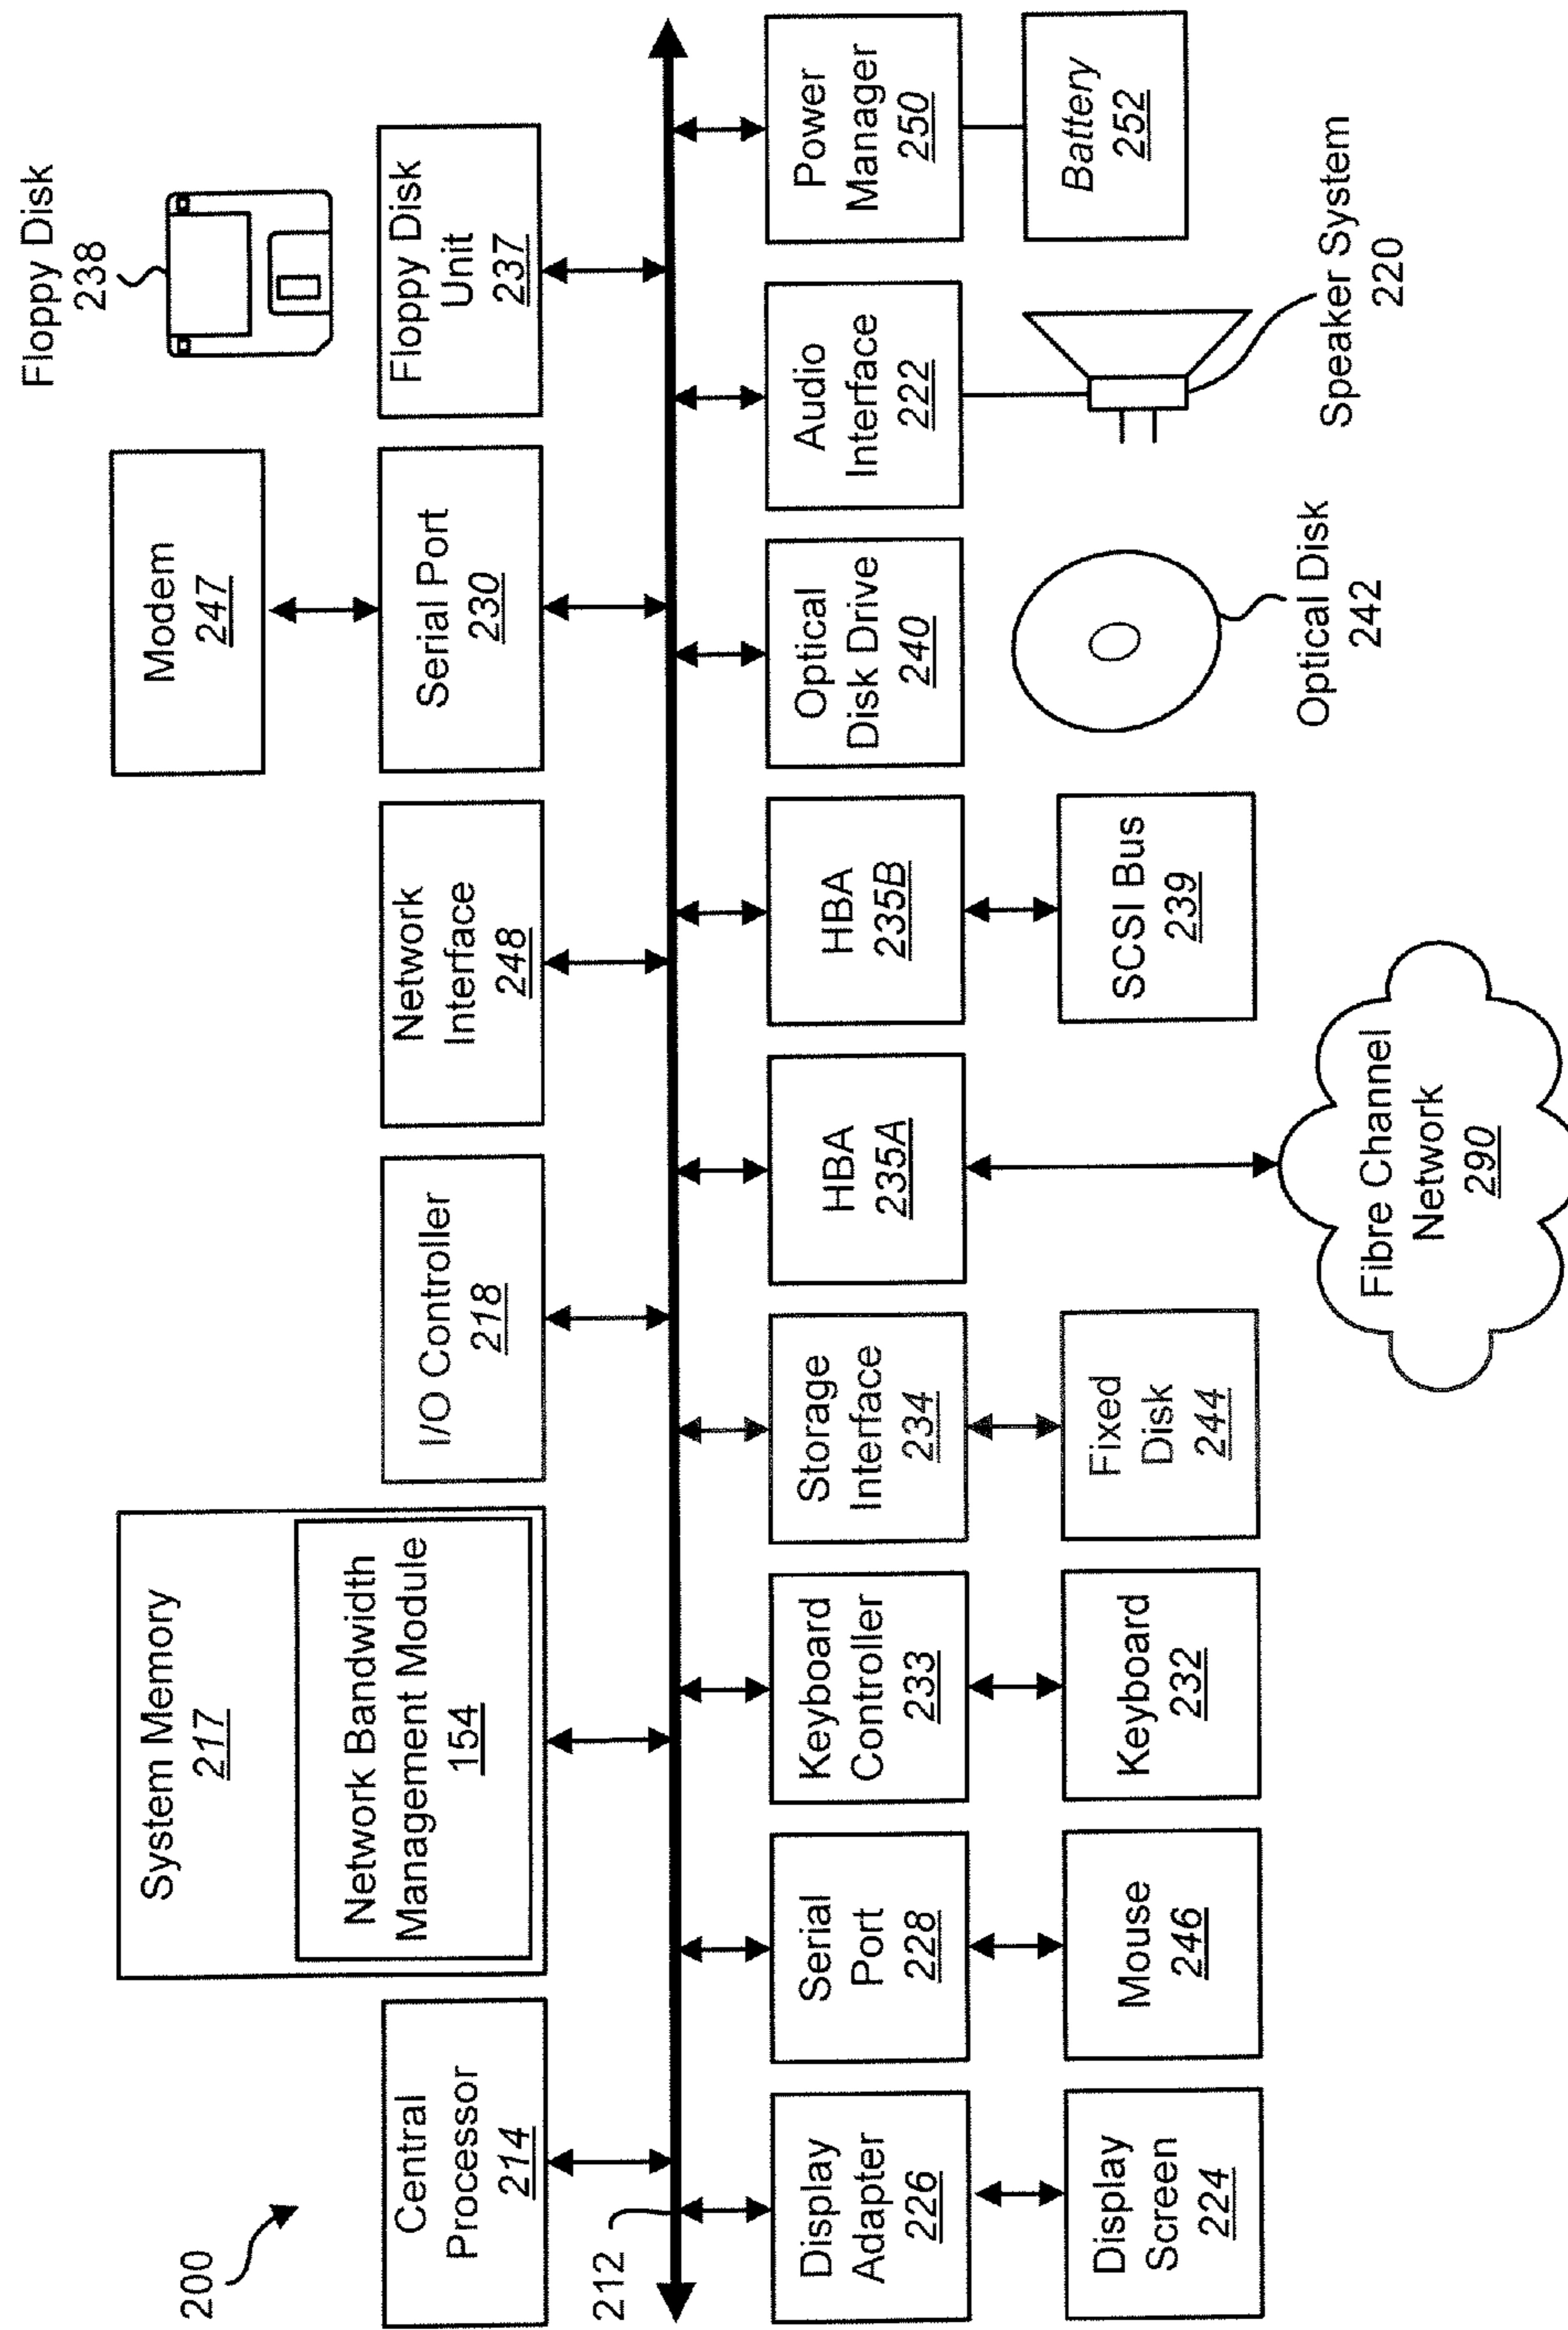 200
Central
Processor
214
System Memory
217
Network Bandwidth
Management Module
154
I/O Controller
218
Network
Interface
248
Modem
247
Serial Port
230
Floppy Disk
238
Floppy Disk
Unit
237
212
Display
Adapter
226
Serial
Port
228
Keyboard
Controller
233
Storage
Interface
234
HBA
235A
HBA
235B
Optical
Disk Drive
240
Audio
Interface
222
Power
Manager
250
Display
Screen
224
Mouse
246
Keyboard
232
Fixed
Disk
244
Fibre Channel
Network
290
SCSI Bus
239
Optical Disk
242
Speaker System
220
Battery
252